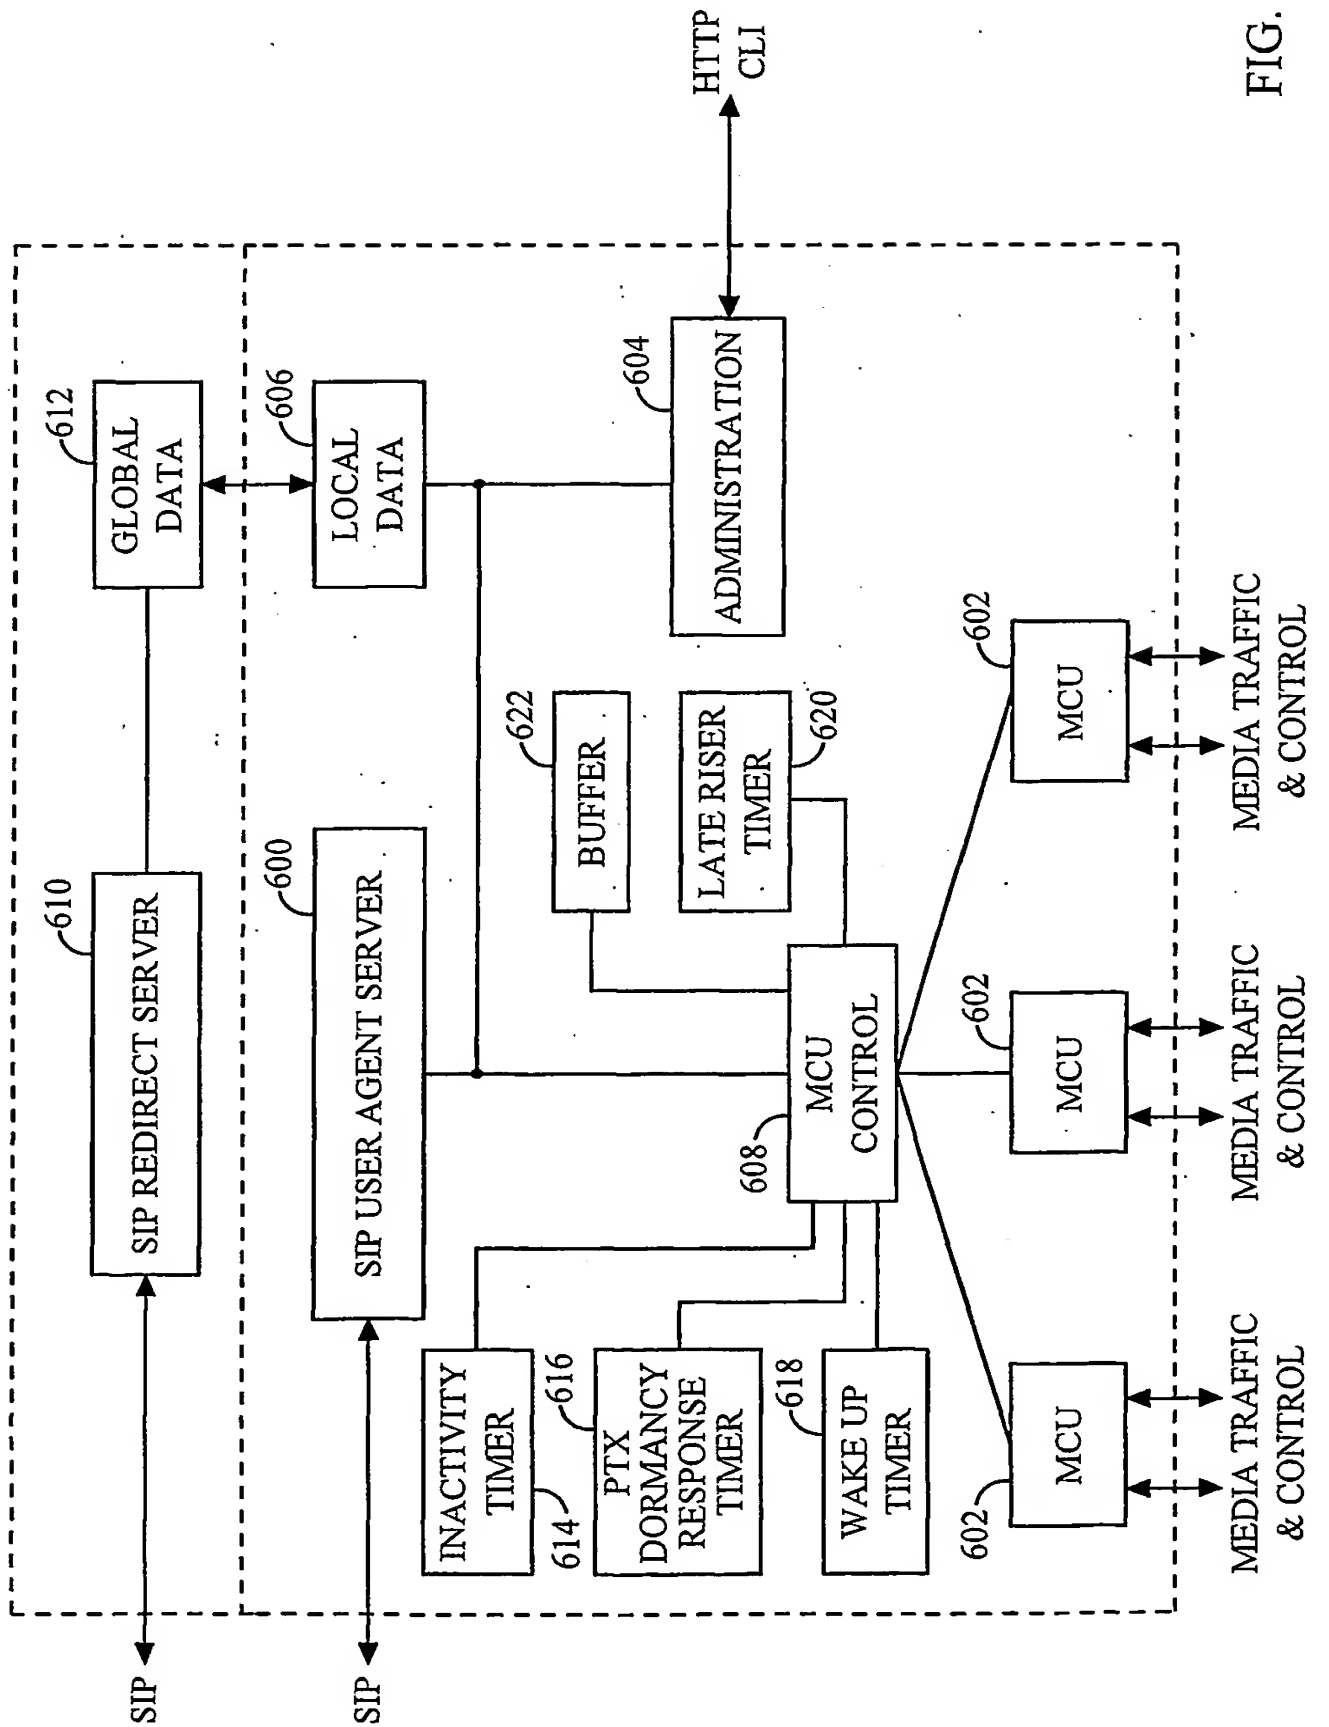 SIP
610
SIP REDIRECT SERVER
612
GLOBAL
DATA
SIP
600
SIP USER AGENT SERVER
606
LOCAL
DATA
INACTIVITY
TIMER
614
616
PTX
DORMANCY
RESPONSE
TIMER
618
WAKE UP
TIMER
622
BUFFER
LATE RISER
TIMER
620
608
MCU
CONTROL
604
ADMINISTRATION
HTTP
CLI
602
MCU
602
MCU
602
MCU
MEDIA TRAFFIC
& CONTROL
MEDIA TRAFFIC
& CONTROL
MEDIA TRAFFIC
& CONTROL
FIG.